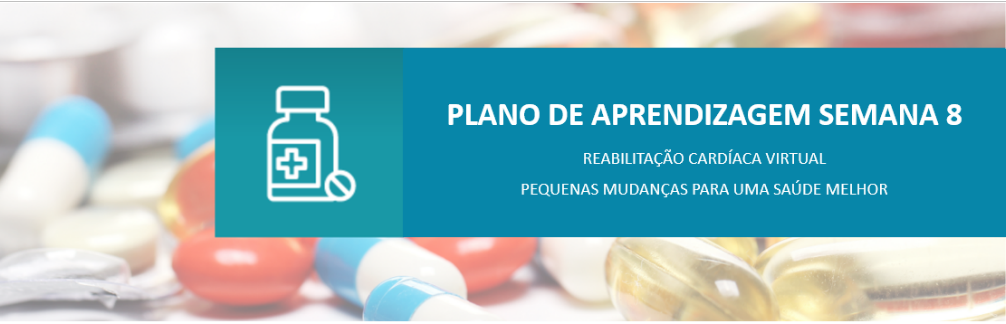 PLANO DE APRENDIZAGEM SEMANA 8
REABILITAÇÃO CARDÍACA VIRTUAL
PEQUENAS MUDANÇAS PARA UMA SAÚDE MELHOR